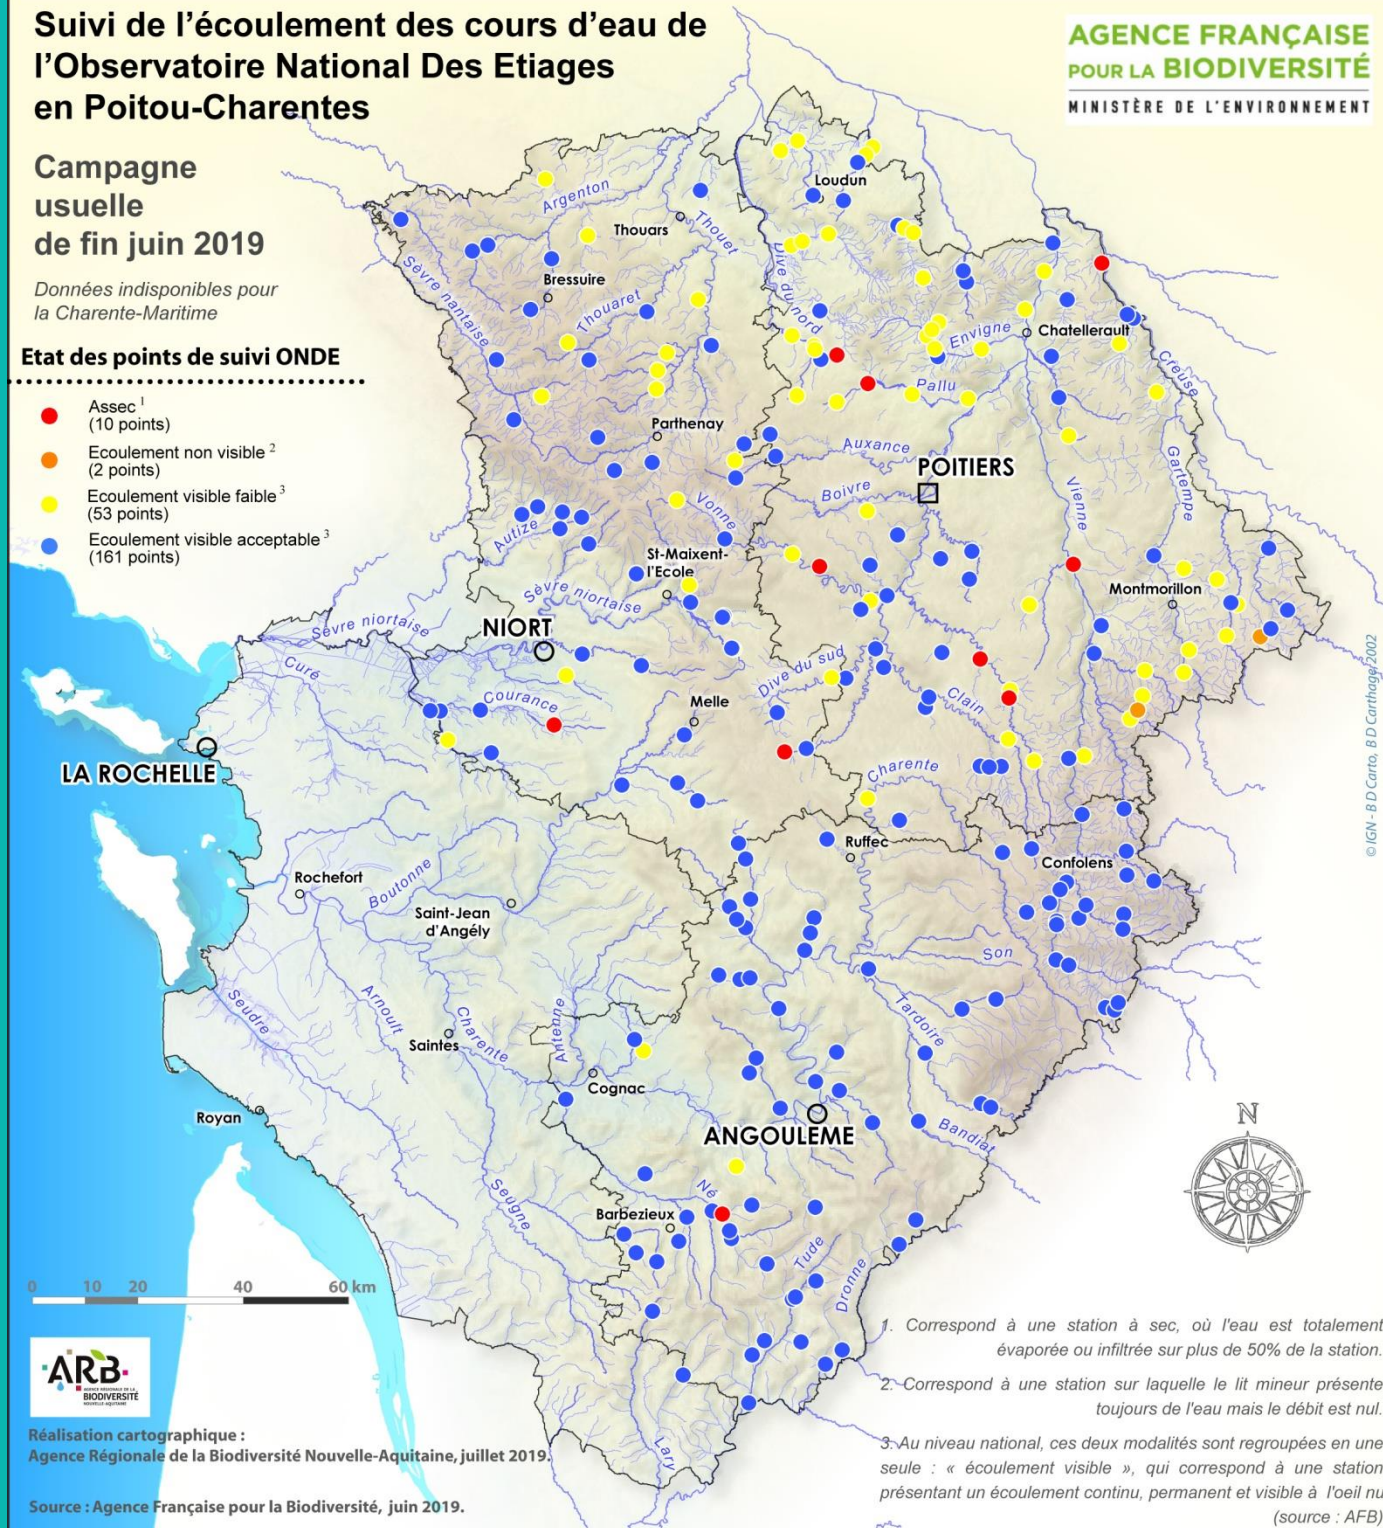 Suivi de l'écoulement des cours d'eau de
l'Observatoire National Des Etiages
en Poitou-Charentes
AGENCE FRANÇAISE
POUR LA BIODIVERSITÉ
MINISTÈRE DE L'ENVIRONNEMENT
Campagne
usuelle
de fin juin 2019
Données indisponibles pour
la Charente-Maritime
Etat des points de suivi ONDE
Assec 1
(10 points)
Ecoulement non visible 2
(2 points)
Ecoulement visible faible 3
(53 points)
Ecoulement visible acceptable 3
(161 points)
Loudun
Argenton
Thouars
Thouet
Dive du nord
Sèvre nantaise
Bressuire
Thouaret
Envigne
Chatellerault
Creuse
Pallu
Parthenay
Auxance
POITIERS
Gartempe
Boivre
Vienne
Vonne
Autize
St-Maixent-
l'Ecole
Montmorillon
Sèvre niortaise
Sèvre niortaise
NIORT
Curé
Dive du sud
Courance
Melle
Clain
LA ROCHELLE
Charente
Ruffec
Confolens
Rochefort
Boutonne
Saint-Jean
d'Angély
Son
Seudre
Arnoult
Charente
Antenne
Tardoire
Saintes
Cognac
Royan
ANGOULEME
Bandiat
N
Né
Seugne
Barbezieux
Tude
Dronne
Lary
0 10 20 40 60 km
ARB
AGENCE RÉGIONALE DE LA
BIODIVERSITÉ
NOUVELLE-AQUITAINE
Réalisation cartographique :
Agence Régionale de la Biodiversité Nouvelle-Aquitaine, juillet 2019.
Source : Agence Française pour la Biodiversité, juin 2019.
© IGN - B D Carto, B D Carthage 2002
1. Correspond à une station à sec, où l'eau est totalement
évaporée ou infiltrée sur plus de 50% de la station.
2. Correspond à une station sur laquelle le lit mineur présente
toujours de l'eau mais le débit est nul.
3. Au niveau national, ces deux modalités sont regroupées en une
seule : « écoulement visible », qui correspond à une station
présentant un écoulement continu, permanent et visible à l'oeil nu
(source : AFB)